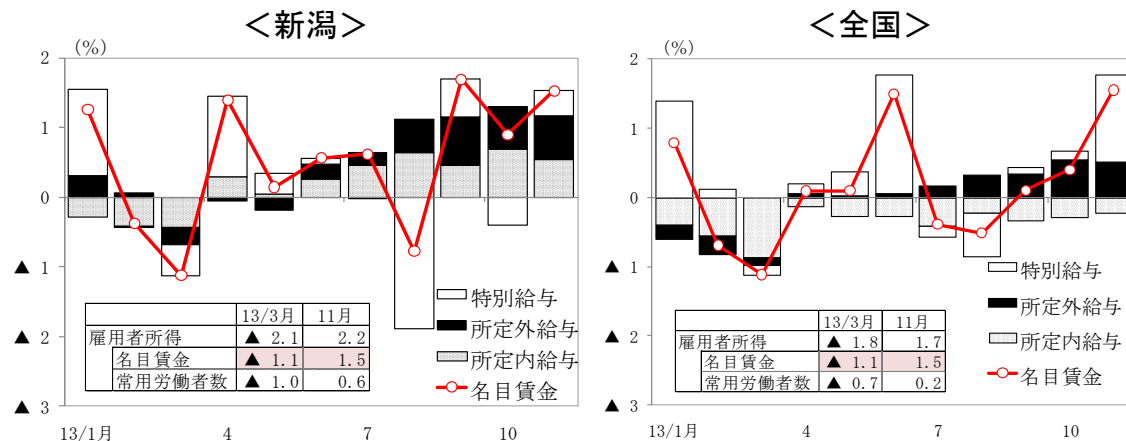 ＜新潟＞
(%)
2
1
0
▲ 1
▲ 2
▲ 3
13/1月 4 7 10
特別給与
所定外給与
所定内給与
名目賃金
13/3月 11月
雇用者所得 ▲ 2.1 2.2
名目賃金 ▲ 1.1 1.5
常用労働者数 ▲ 1.0 0.6
＜全国＞
(%)
2
1
0
▲ 1
▲ 2
▲ 3
13/1月 4 7 10
特別給与
所定外給与
所定内給与
名目賃金
13/3月 11月
雇用者所得 ▲ 1.8 1.7
名目賃金 ▲ 1.1 1.5
常用労働者数 ▲ 0.7 0.2